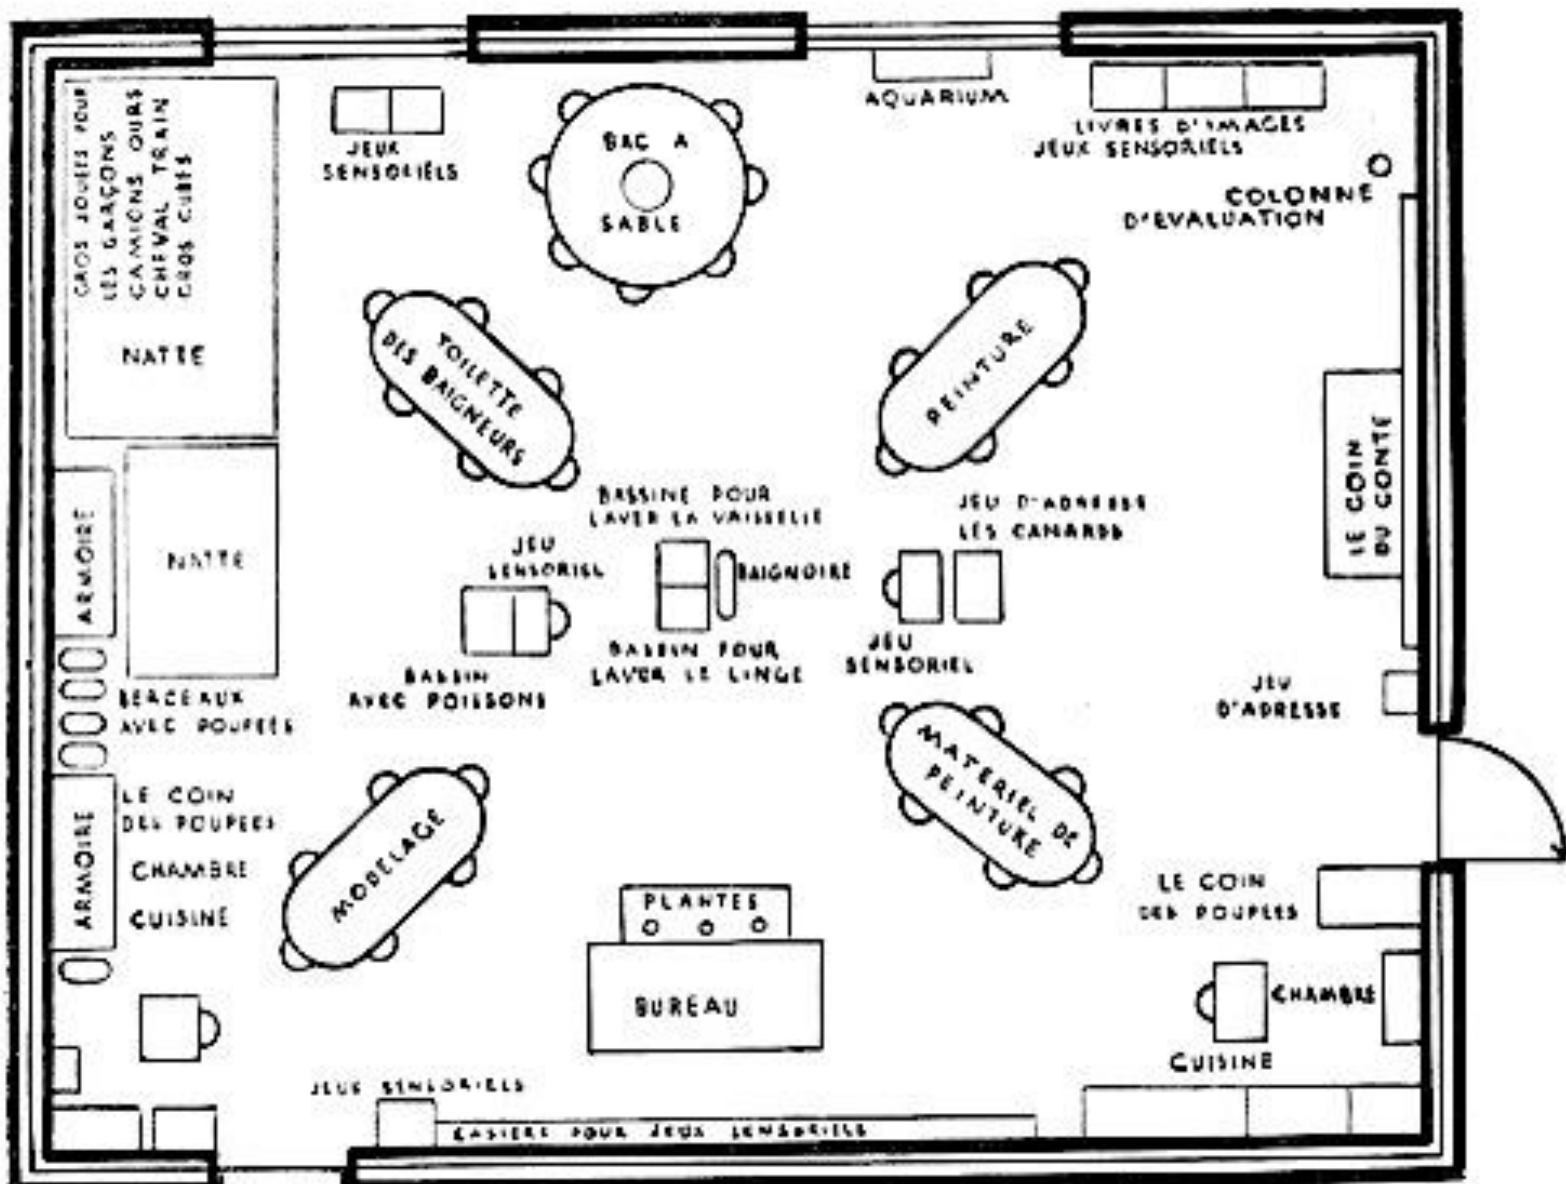 GROS JOUETS POUR
LES GARÇONS
CAMIONS OURS
CHEVAL TRAIN
GROS CUBES
NATTE
JEUX
SENSORIELS
BAC A
SABLE
AQUARIUM
LIVRES D'IMAGES
JEUX SENSORIELS
COLONNE
D'EVALUATION
TOILETTE
DES BAIGNEURS
PEINTURE
LE COIN
DU CONTE
ARMOIRE
NATTE
JEU
SENSORIEL
BASSIN
AVEC POISSONS
BASSINE POUR
LAVER LA VAISSELLE
BAIGNOIRE
BASSIN POUR
LAVER LE LINGE
JEU D'ADRESSE
LES CANARDS
JEU
SENSORIEL
JEU
D'ADRESSE
BERCEAUX
AVEC POUPÉES
ARMOIRE
LE COIN
DES POUPÉES
CHAMBRE
CUISINE
MODELAGE
MATERIEL DE
PEINTURE
PLANTES
BUREAU
LE COIN
DES POUPÉES
CHAMBRE
CUISINE
JEUX SENSORIELS
CASIERS POUR JEUX SENSORIELS